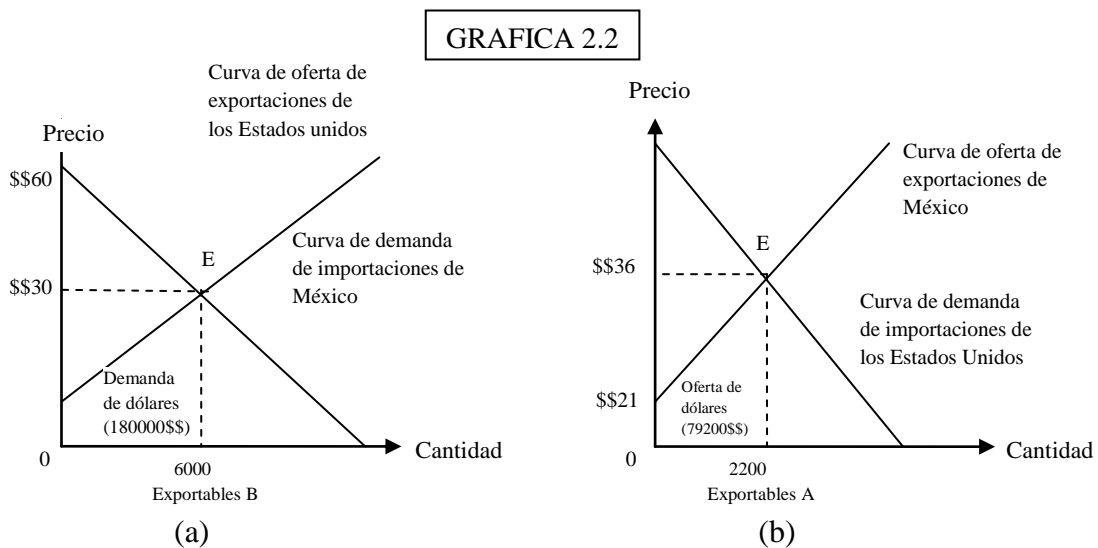 GRAFICA 2.2
Curva de oferta de
exportaciones de
los Estados unidos
Precio
$$60
Curva de demanda
de importaciones de
México
E
$$30
Demanda
de dólares
(180000$$)
0
Cantidad
6000
Exportables B
(a)
Precio
Curva de oferta de
exportaciones de
México
E
$$36
Curva de demanda
de importaciones de
los Estados Unidos
$$21
Oferta de
dólares
(79200$$)
0
Cantidad
2200
Exportables A
(b)